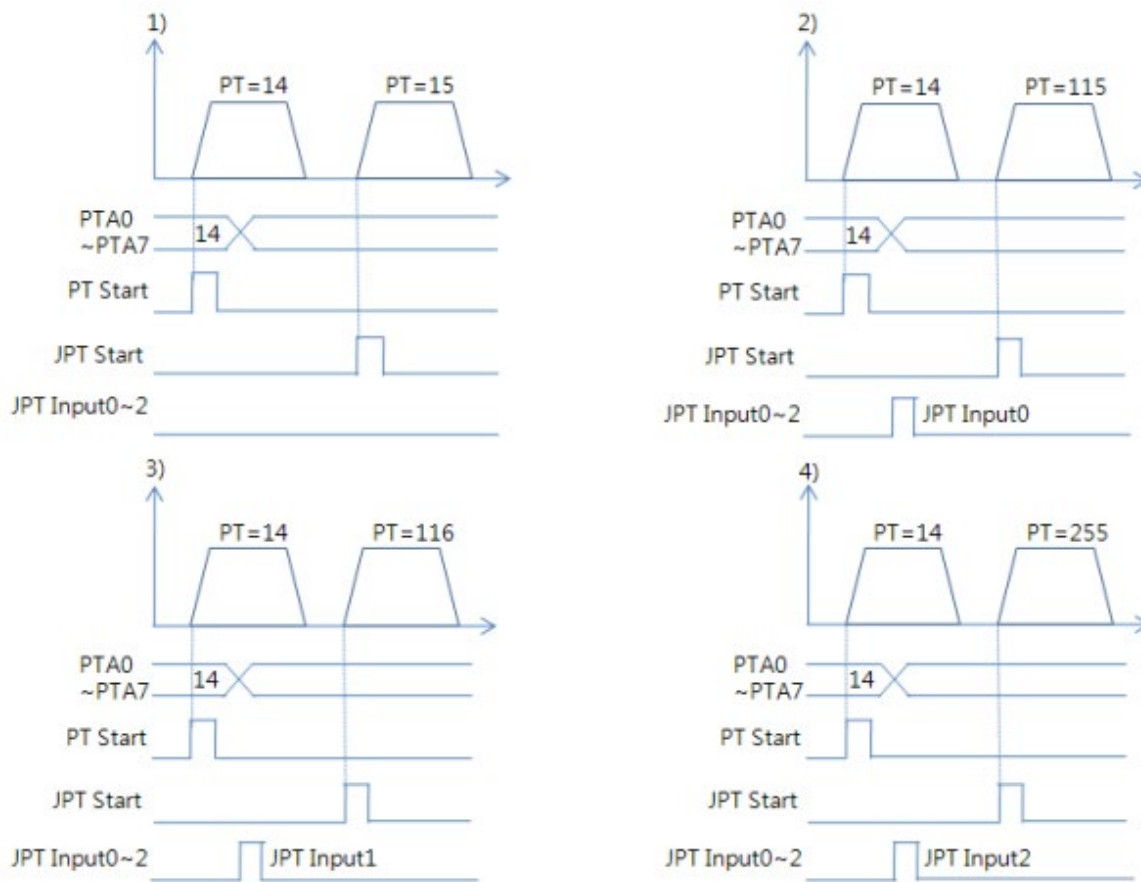 1)
PT=14 PT=15
PTA0
~PTA7
14
PT Start
JPT Start
JPT Input0~2
2)
PT=14 PT=115
PTA0
~PTA7
14
PT Start
JPT Start
JPT Input0~2 JPT Input0
3)
PT=14 PT=116
PTA0
~PTA7
14
PT Start
JPT Start
JPT Input0~2 JPT Input1
4)
PT=14 PT=255
PTA0
~PTA7
14
PT Start
JPT Start
JPT Input0~2 JPT Input2